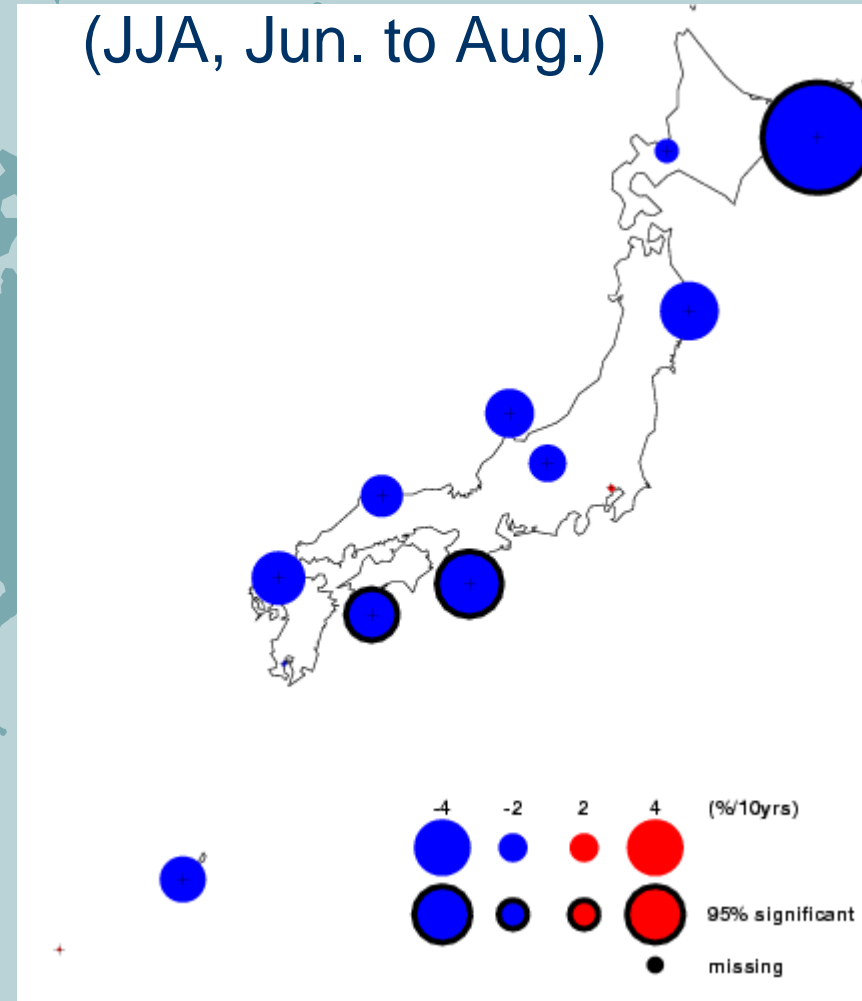 (JJA, Jun. to Aug.)
-4 -2 2 4 (%/10yrs)
95% significant
missing